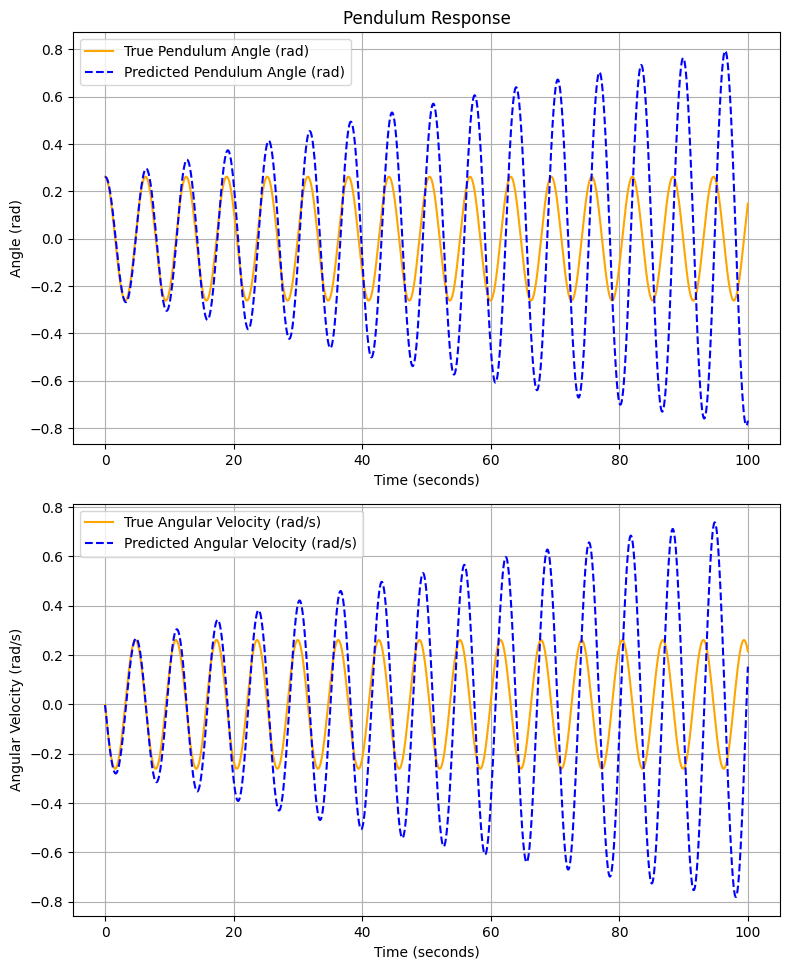 Pendulum Response
True Pendulum Angle (rad)
Predicted Pendulum Angle (rad)
Angle (rad)
0.8
0.6
0.4
0.2
0.0
−0.2
−0.4
−0.6
−0.8
0 20 40 60 80 100
Time (seconds)
True Angular Velocity (rad/s)
Predicted Angular Velocity (rad/s)
Angular Velocity (rad/s)
0.8
0.6
0.4
0.2
0.0
−0.2
−0.4
−0.6
−0.8
0 20 40 60 80 100
Time (seconds)